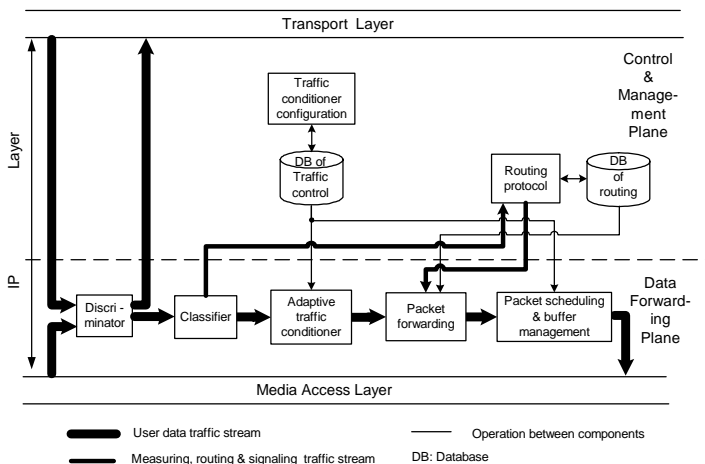 Transport Layer
Control
&
Manage-
ment
Plane
Traffic
conditioner
configuration
DB of
Traffic
control
Routing
protocol
DB
of
routing
Layer
IP
Discri -
minator
Classifier
Adaptive
traffic
conditioner
Packet
forwarding
Packet scheduling
& buffer
management
Data
Forward-
ing
Plane
Media Access Layer
User data traffic stream
Operation between components
Measuring, routing & signaling traffic stream
DB: Database